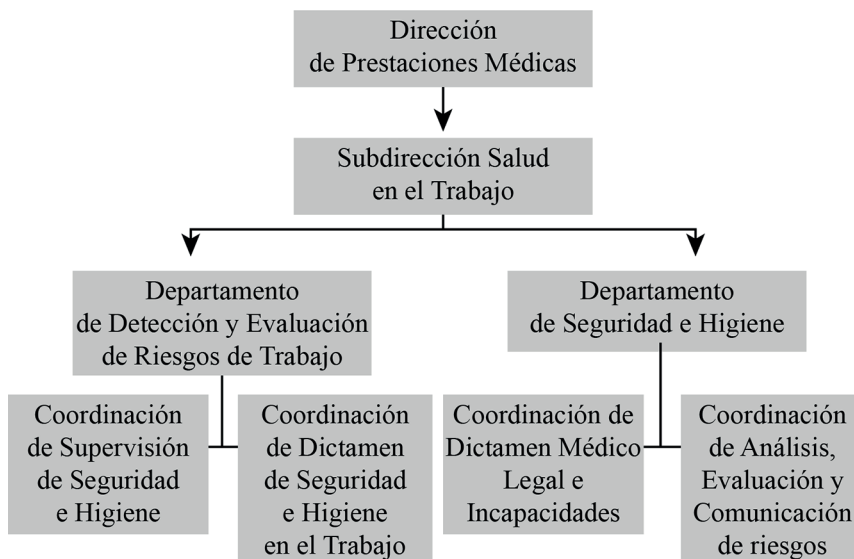 Dirección
de Prestaciones Médicas
Subdirección Salud
en el Trabajo
Departamento
de Detección y Evaluación
de Riesgos de Trabajo
Departamento
de Seguridad e Higiene
Coordinación
de Supervisión
de Seguridad
e Higiene
Coordinación
de Dictamen
de Seguridad
e Higiene
en el Trabajo
Coordinación de
Dictamen Médico
Legal e
Incapacidades
Coordinación
de Análisis,
Evaluación y
Comunicación
de riesgos